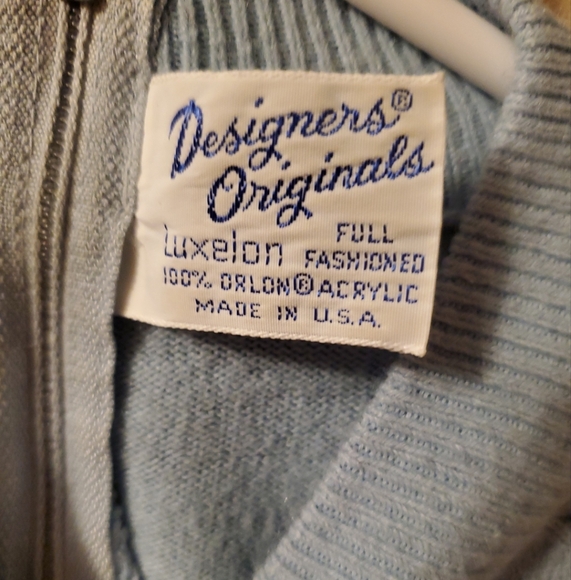 Designers®
Originals
luxelon FULL FASHIONED
100% ORLON® ACRYLIC
MADE IN U.S.A.